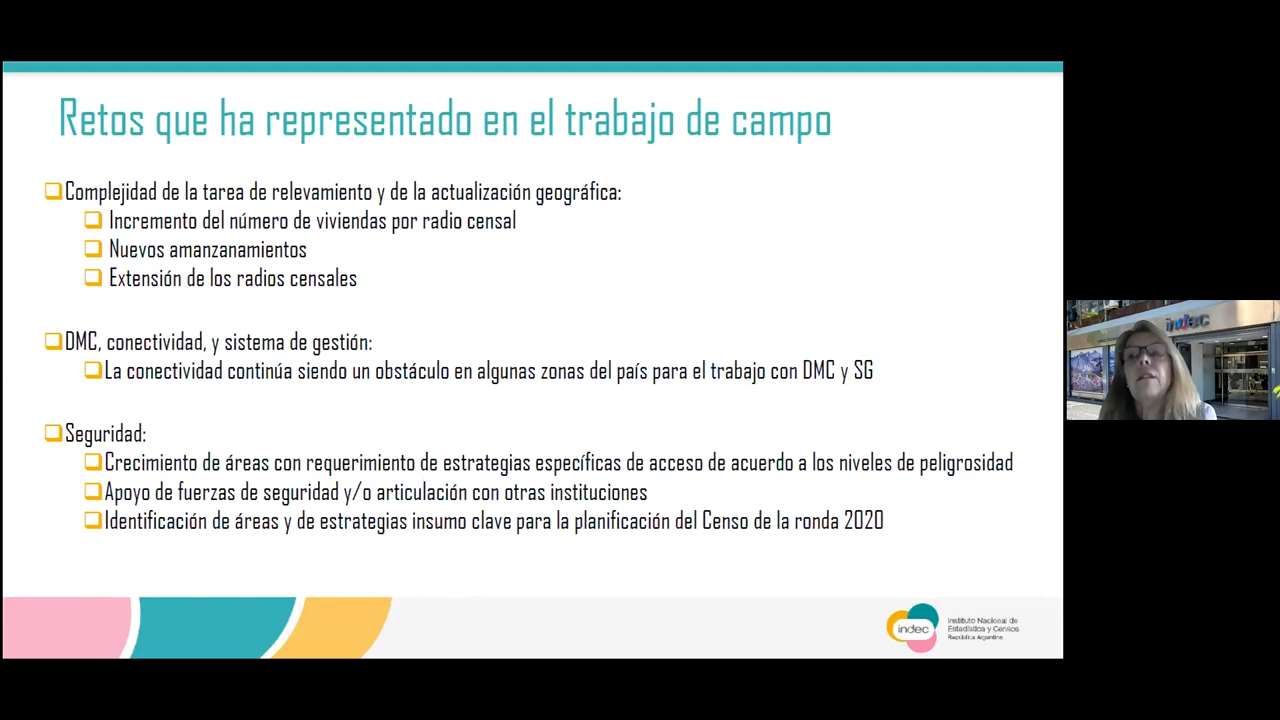 Retos que ha representado en el trabajo de campo
Complejidad de la tarea de relevamiento y de la actualización geográfica:
Incremento del número de viviendas por radio censal
Nuevos amanzanamientos
Extensión de los radios censales
DMC, conectividad, y sistema de gestión:
La conectividad continúa siendo un obstáculo en algunas zonas del país para el trabajo con DMC y SG
Seguridad:
Crecimiento de áreas con requerimiento de estrategias específicas de acceso de acuerdo a los niveles de peligrosidad
Apoyo de fuerzas de seguridad y/o articulación con otras instituciones
Identificación de áreas y de estrategias insumo clave para la planificación del Censo de la ronda 2020
indec
Instituto Nacional de
Estadística y Censos
República Argentina
indec